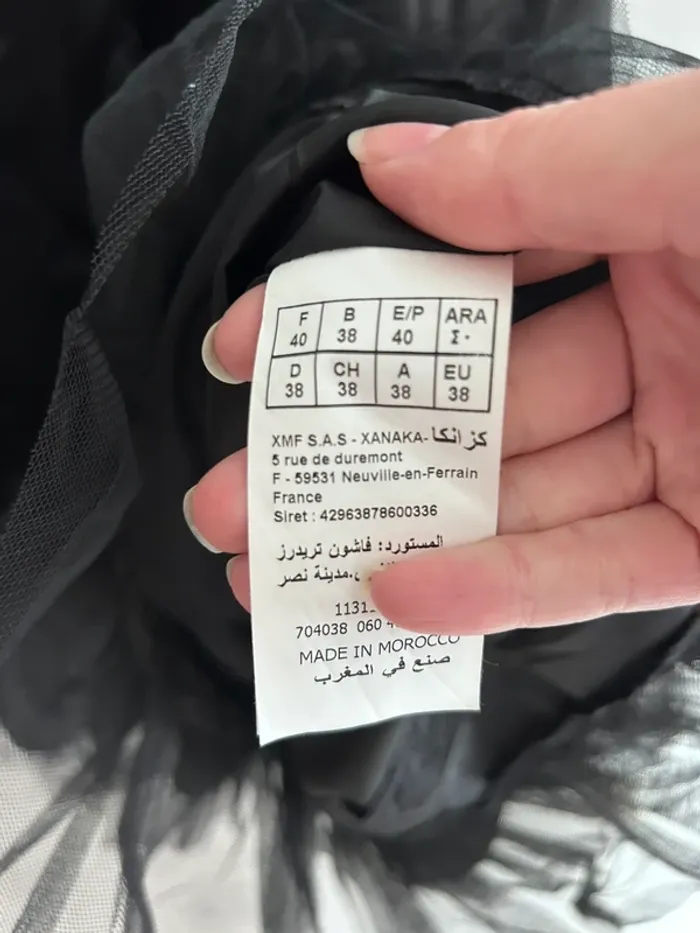 F B E/P ARA
40 38 40 ٤٠
D CH A EU
38 38 38 38
XMF S.A.S - XANAKA- كزانكا
5 rue de duremont
F - 59531 Neuville-en-Ferrain
France
Siret : 42963878600336
المستورد: فاشون تريدرز
مدينة نصر
704038 060
MADE IN MOROCCO
صنع في المغرب